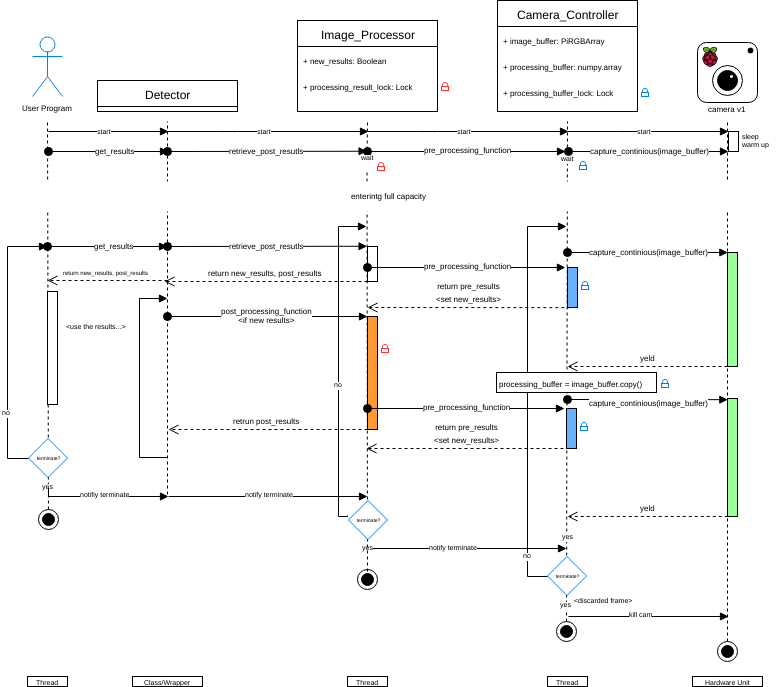 Camera_Controller
Image_Processor
+ image_buffer: PiRGBArray
+ new_results: Boolean
+ processing_buffer: numpy.array
Detector
+ processing_result_lock: Lock
+ processing_buffer_lock: Lock
User Program
camera v1
start
start
start
start
sleep
warm up
get_results
retrieve_post_resutls
wait
pre_processing_function
wait
capture_continious(image_buffer)
enterintg full capacity
get_results
retrieve_post_resutls
capture_continious(image_buffer)
return new_results, post_results
return new_results, post_results
pre_processing_function
return pre_results
<set new_results>
post_processing_function
<if new results>
<use the results...>
yeld
no
no
processing_buffer = image_buffer.copy()
pre_processing_function
capture_continious(image_buffer)
retrun post_results
return pre_results
<set new_results>
terminate?
yes
notifiy terminate
notify terminate
yeld
terminate?
yes
yes
notify terminate
no
terminate?
yes
<discarded frame>
kill cam
Thread
Class/Wrapper
Thread
Thread
Hardware Unit